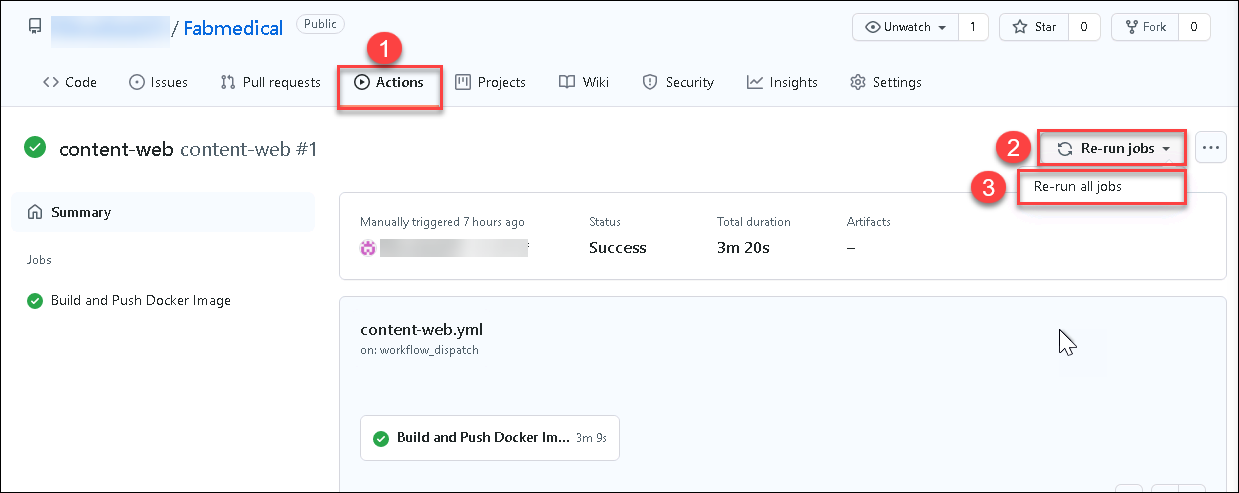 / Fabmedical Public
Unwatch 1 Star 0 Fork 0
1
Code Issues Pull requests Actions Projects Wiki Security Insights Settings
content-web content-web #1
2 Re-run jobs ...
3 Re-run all jobs
Summary
Manually triggered 7 hours ago Status Total duration Artifacts
Success 3m 20s –
Jobs
Build and Push Docker Image
content-web.yml
on: workflow_dispatch
Build and Push Docker Im... 3m 9s